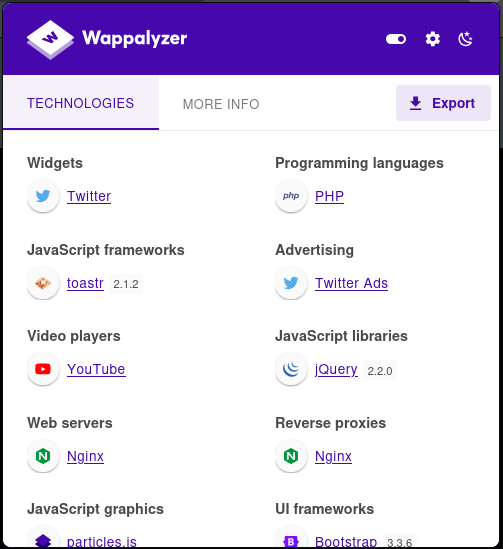 Wappalyzer
TECHNOLOGIES MORE INFO Export
Widgets
Twitter
Programming languages
php PHP
JavaScript frameworks
toastr 2.1.2
Advertising
Twitter Ads
Video players
YouTube
JavaScript libraries
jQuery 2.2.0
Web servers
Nginx
Reverse proxies
Nginx
JavaScript graphics
particles.js
UI frameworks
Bootstrap 3.3.6